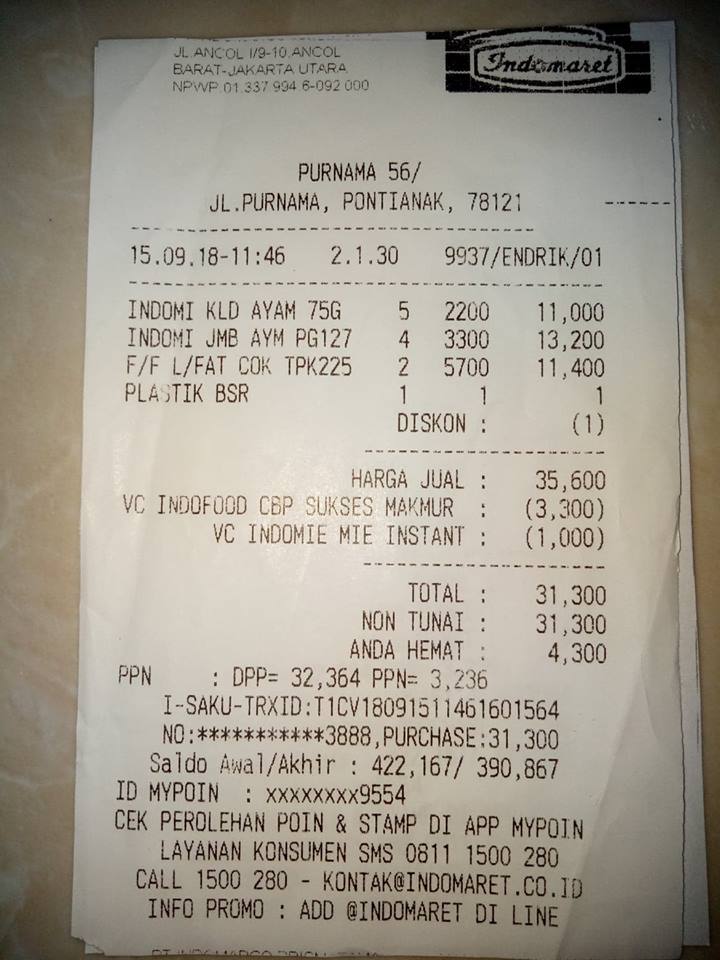 JL.ANCOL I/9-10,ANCOL
BARAT-JAKARTA UTARA
NPWP.01.337.994.6-092.000
Indomaret
PURNAMA 56/
JL.PURNAMA, PONTIANAK, 78121
15.09.18-11:46 2.1.30 9937/ENDRIK/01
INDOMI KLD AYAM 75G 5 2200 11,000
INDOMI JMB AYM PG127 4 3300 13,200
F/F L/FAT COK TPK225 2 5700 11,400
PLASTIK BSR 1 1 1
DISKON : (1)
HARGA JUAL : 35,600
VC INDOFOOD CBP SUKSES MAKMUR : (3,300)
VC INDOMIE MIE INSTANT : (1,000)
TOTAL : 31,300
NON TUNAI : 31,300
ANDA HEMAT : 4,300
PPN : DPP= 32,364 PPN= 3,236
I-SAKU-TRXID:T1CV18091511461601564
NO:***********3888,PURCHASE:31,300
Saldo Awal/Akhir : 422,167/ 390,867
ID MYPOIN : xxxxxxxx9554
CEK PEROLEHAN POIN & STAMP DI APP MYPOIN
LAYANAN KONSUMEN SMS 0811 1500 280
CALL 1500 280 - KONTAK@INDOMARET.CO.ID
INFO PROMO : ADD @INDOMARET DI LINE